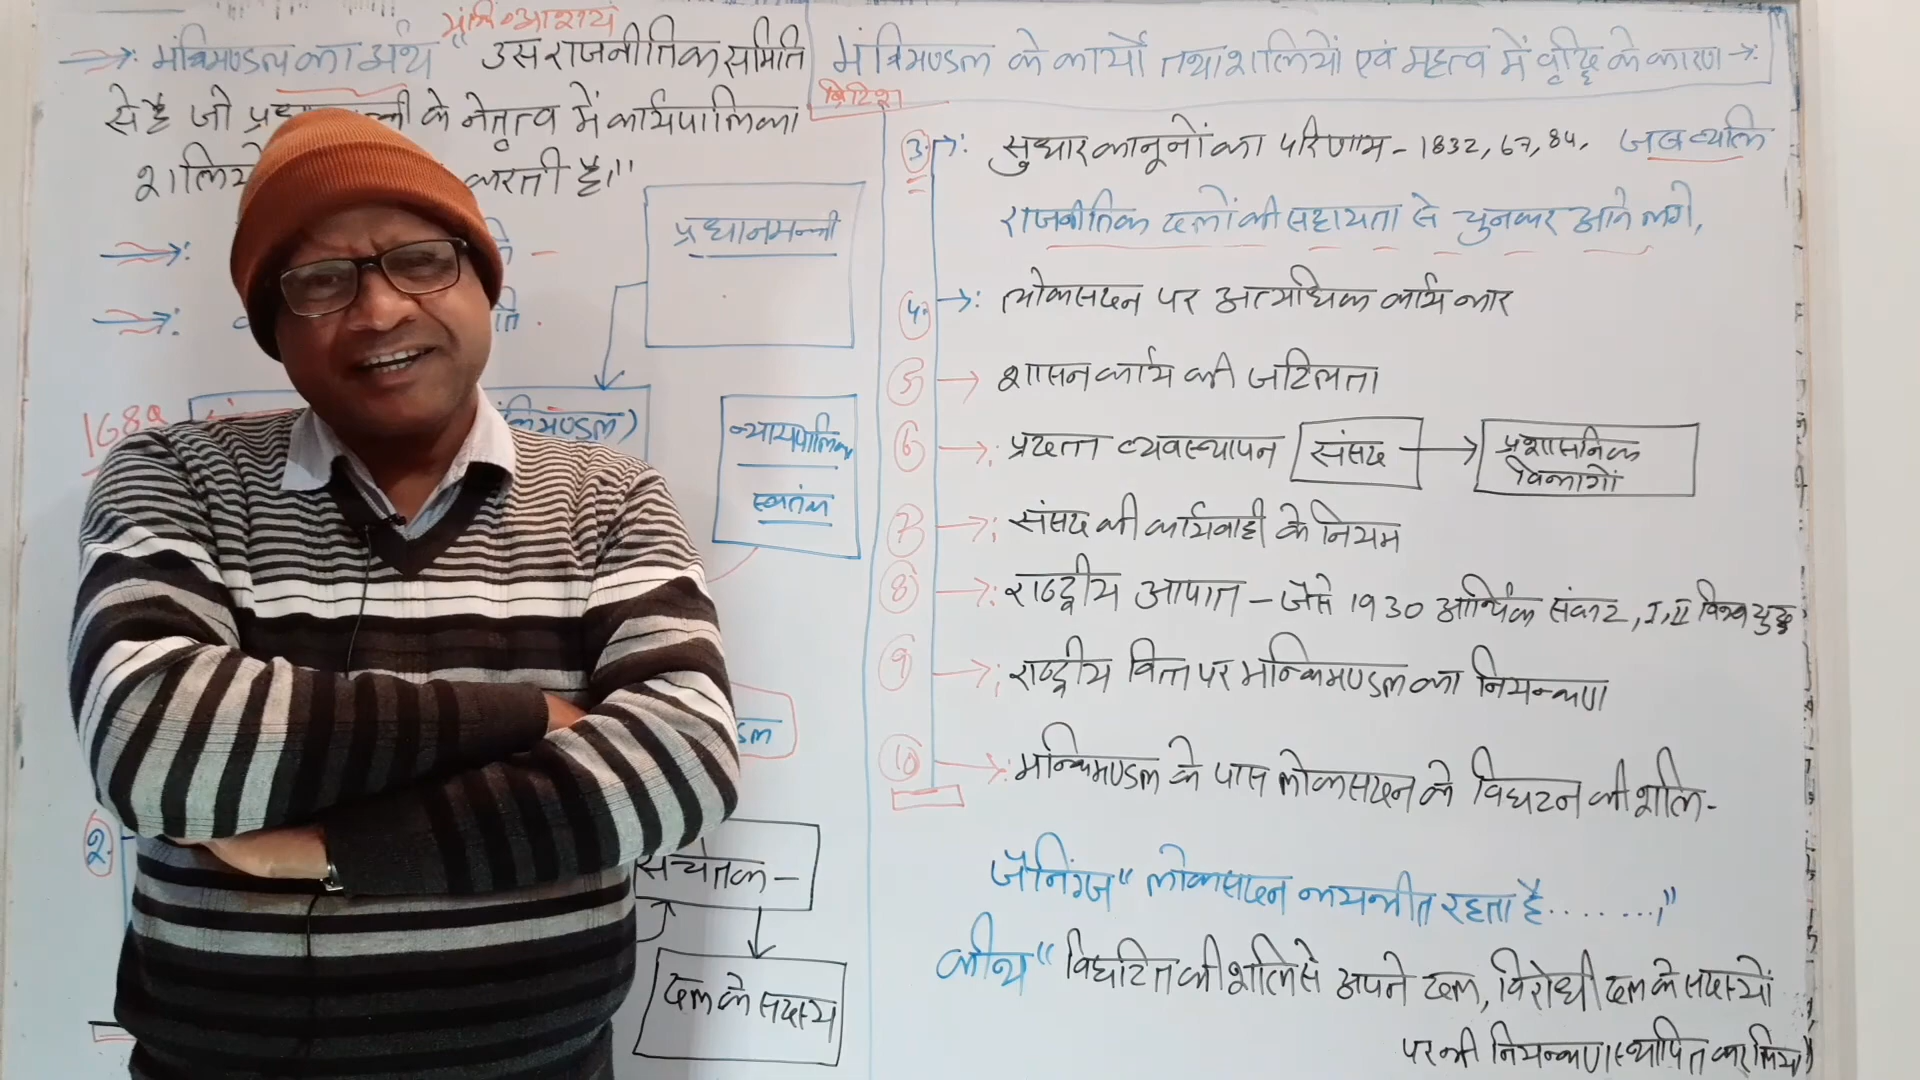 मूर्ति • आशय
मंत्रिमण्डल का अर्थ " उस राजनीतिक समिति
से है जो के नेतृत्व में कार्यपालिका
करती है।"
प्रधानमन्त्री
1689
न्यायपालिका
स्वतंत्र
2.
सचेतक -
दल के सदस्य
मंत्रिमण्डल के कार्यों तथा शक्तियों एवं महत्व में वृद्धि के कारण →:
ब्रिटिश
3 →: सुधार कानूनों का परिणाम - 1832, 67, 84, जब व्यक्ति
राजनीतिक दलों की सहायता से चुनकर आने लगे,
4. →: लोकसदन पर अत्यधिक कार्य भार
5 → शासन कार्य की जटिलता
6 →: प्रदत्त व्यवस्थापन संसद → प्रशासनिक
विभागों
7 →: संसद की कार्यवाही के नियम
8 →: राष्ट्रीय आपात - जैसे 1930 आर्थिक संकट, I, II विश्व युद्ध
9 →: राष्ट्रीय वित्त पर मन्त्रिमण्डल का नियन्त्रण
10 →: मन्त्रिमण्डल के पास लोकसदन के विघटन की शक्ति -
जैनिंग्ज " लोकसदन भयभीत रहता है........।"
कीथ " विघटित की शक्ति से अपने दल, विरोधी दल के सदस्यों
पर भी नियन्त्रण स्थापित कर लिया"